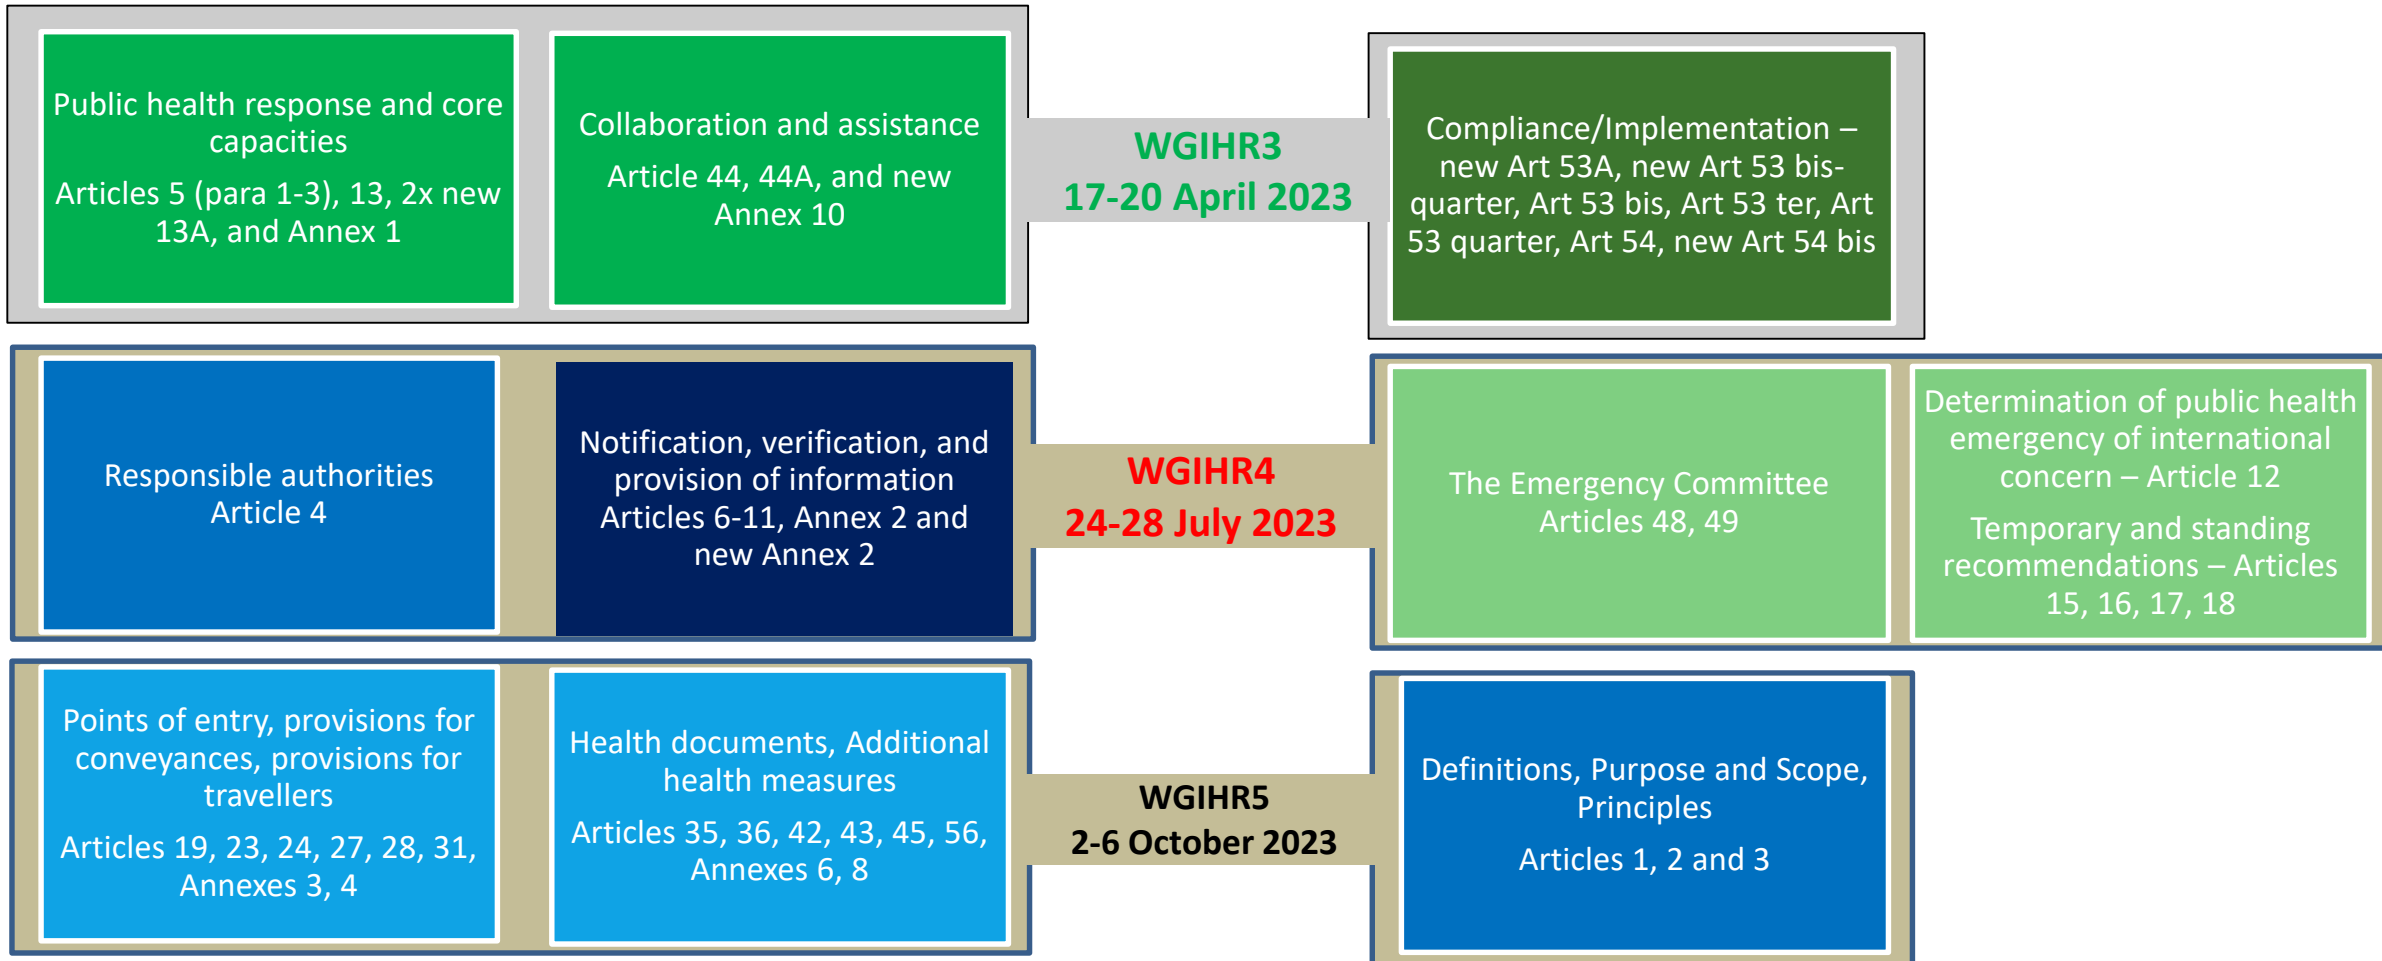 Public health response and core
capacities
Articles 5 (para 1-3), 13, 2x new
13A, and Annex 1
Collaboration and assistance
Article 44, 44A, and new
Annex 10
WGIHR3
17-20 April 2023
Compliance/Implementation –
new Art 53A, new Art 53 bis-
quarter, Art 53 bis, Art 53 ter, Art
53 quarter, Art 54, new Art 54 bis
Responsible authorities
Article 4
Notification, verification, and
provision of information
Articles 6-11, Annex 2 and
new Annex 2
WGIHR4
24-28 July 2023
The Emergency Committee
Articles 48, 49
Determination of public health
emergency of international
concern – Article 12
Temporary and standing
recommendations – Articles
15, 16, 17, 18
Points of entry, provisions for
conveyances, provisions for
travellers
Articles 19, 23, 24, 27, 28, 31,
Annexes 3, 4
Health documents, Additional
health measures
Articles 35, 36, 42, 43, 45, 56,
Annexes 6, 8
WGIHR5
2-6 October 2023
Definitions, Purpose and Scope,
Principles
Articles 1, 2 and 3